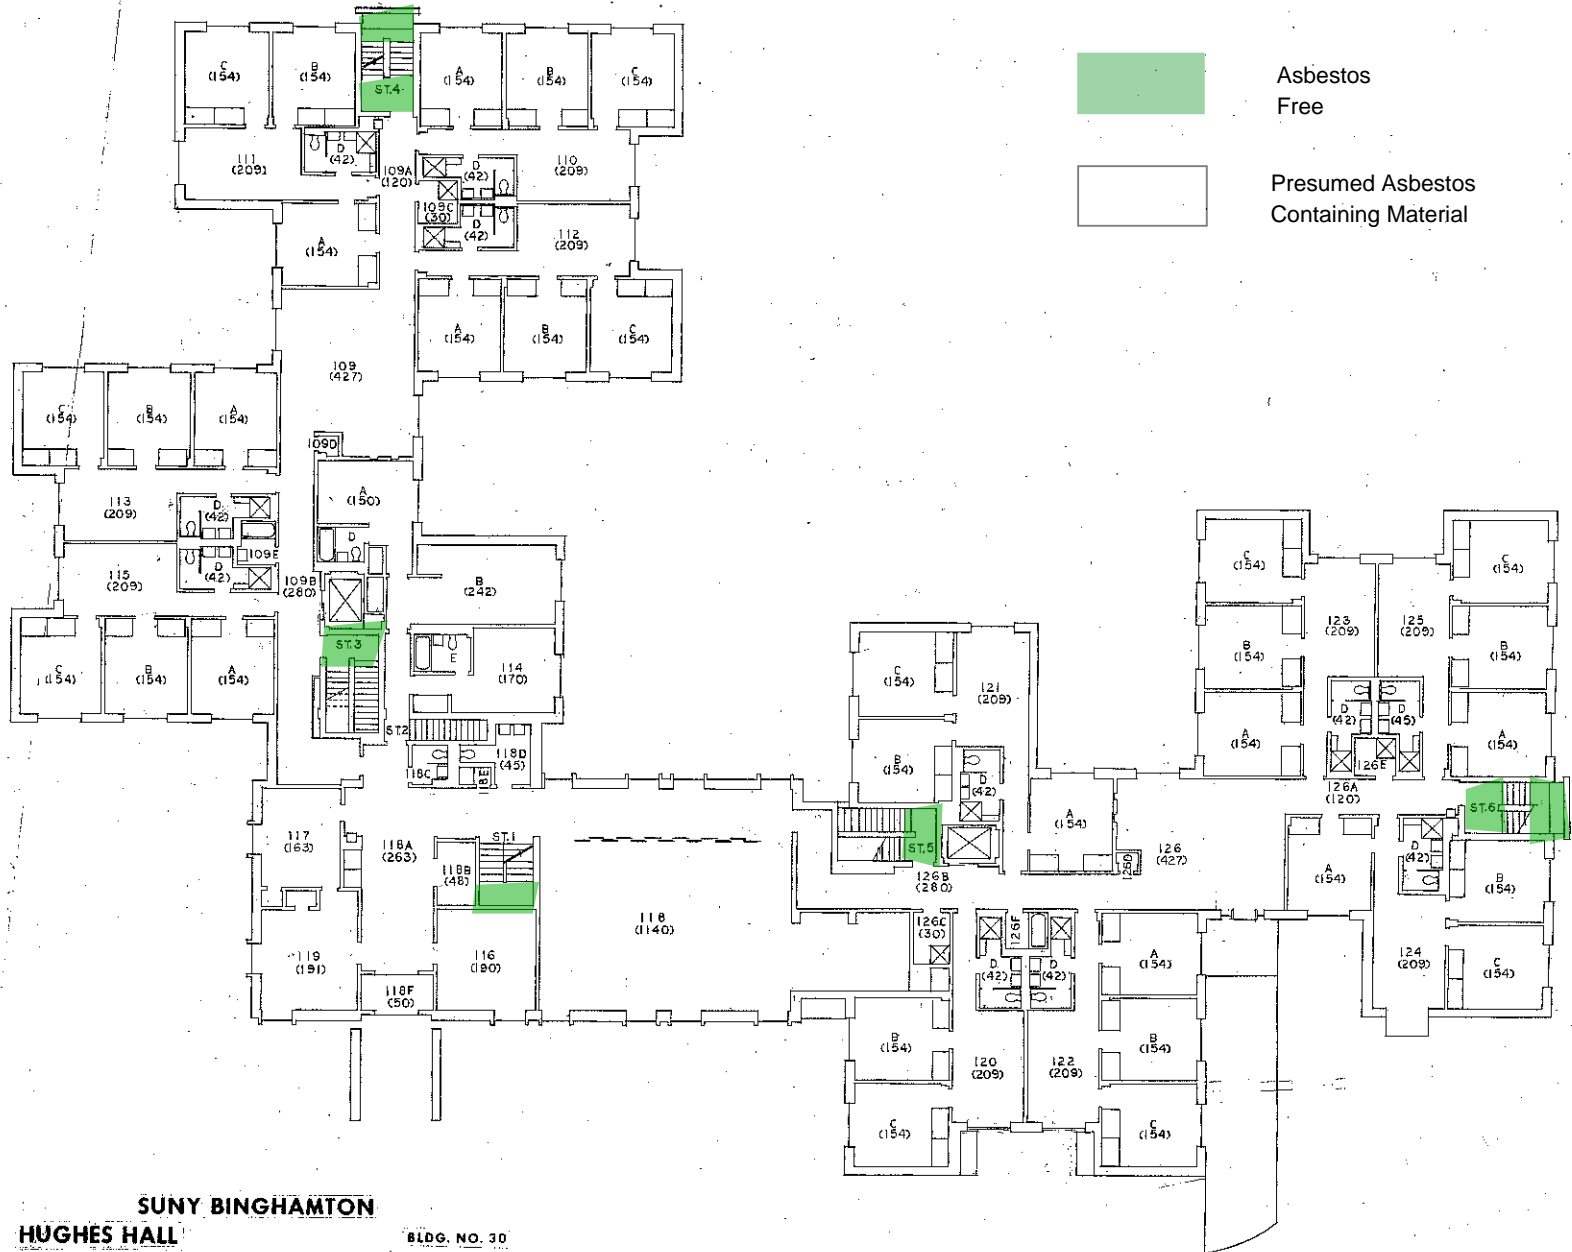 Asbestos
Free
Presumed Asbestos
Containing Material
C
(154)
B
(154)
ST.4
A
(154)
B
(154)
C
(154)
111
(209)
D
(42)
109A
(120)
D
(42)
110
(209)
109C
(30)
D
(42)
112
(209)
A
(154)
A
(154)
B
(154)
C
(154)
109
(427)
C
(154)
B
(154)
A
(154)
109D
A
(150)
113
(209)
D
(42)
D
109E
115
(209)
D
(42)
109B
(280)
B
(242)
ST.3
E
114
(170)
C
(154)
B
(154)
A
(154)
ST.2
118C
118E
118D
(45)
117
(163)
118A
(263)
ST.1
118B
(48)
118
(1140)
119
(191)
116
(190)
118F
(50)
C
(154)
121
(209)
B
(154)
D
(42)
ST.5
A
(154)
126
(427)
126D
126B
(280)
126C
(30)
126F
D
(42)
D
(42)
A
(154)
B
(154)
120
(209)
122
(209)
B
(154)
C
(154)
C
(154)
C
(154)
C
(154)
123
(209)
125
(209)
B
(154)
B
(154)
D
(42)
D
(45)
A
(154)
A
(154)
126E
126A
(120)
ST.6
D
(42)
A
(154)
B
(154)
124
(209)
C
(154)
SUNY BINGHAMTON
HUGHES HALL
BLDG. NO. 30